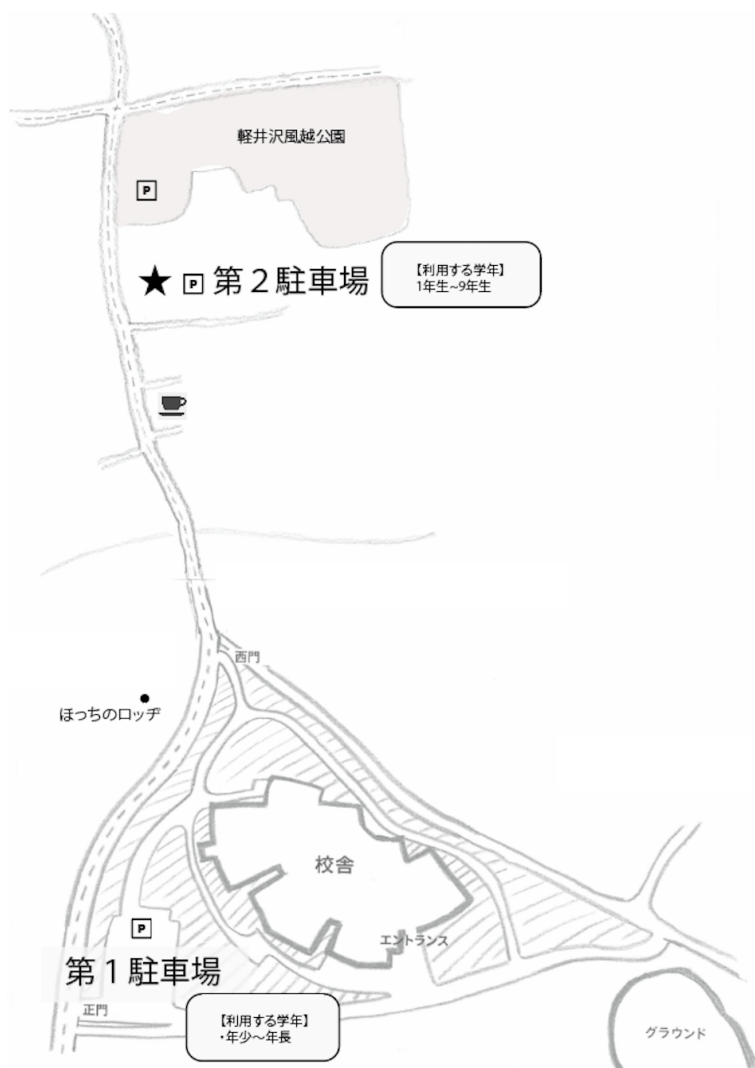 軽井沢風越公園
P
★ P 第2駐車場
【利用する学年】
1年生~9年生
西門
ほっちのロッヂ
校舎
エントランス
P
第1駐車場
正門
【利用する学年】
・年少～年長
グラウンド